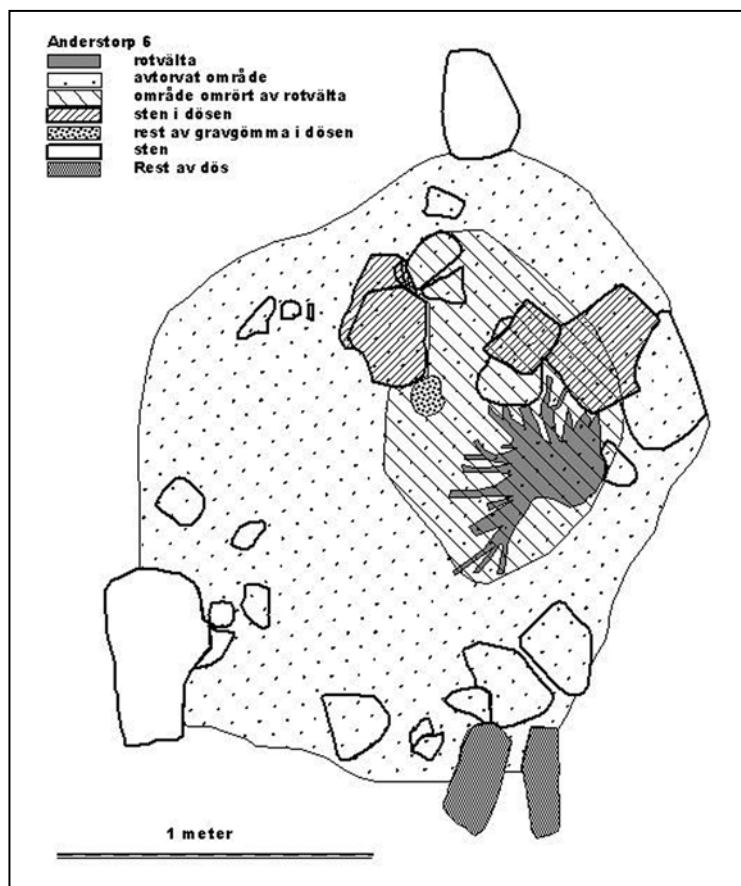 Anderstorp 6
rotvälta
avtorvat område
område omrört av rotvälta
sten i dösen
rest av gravgömma i dösen
sten
Rest av dös
1 meter